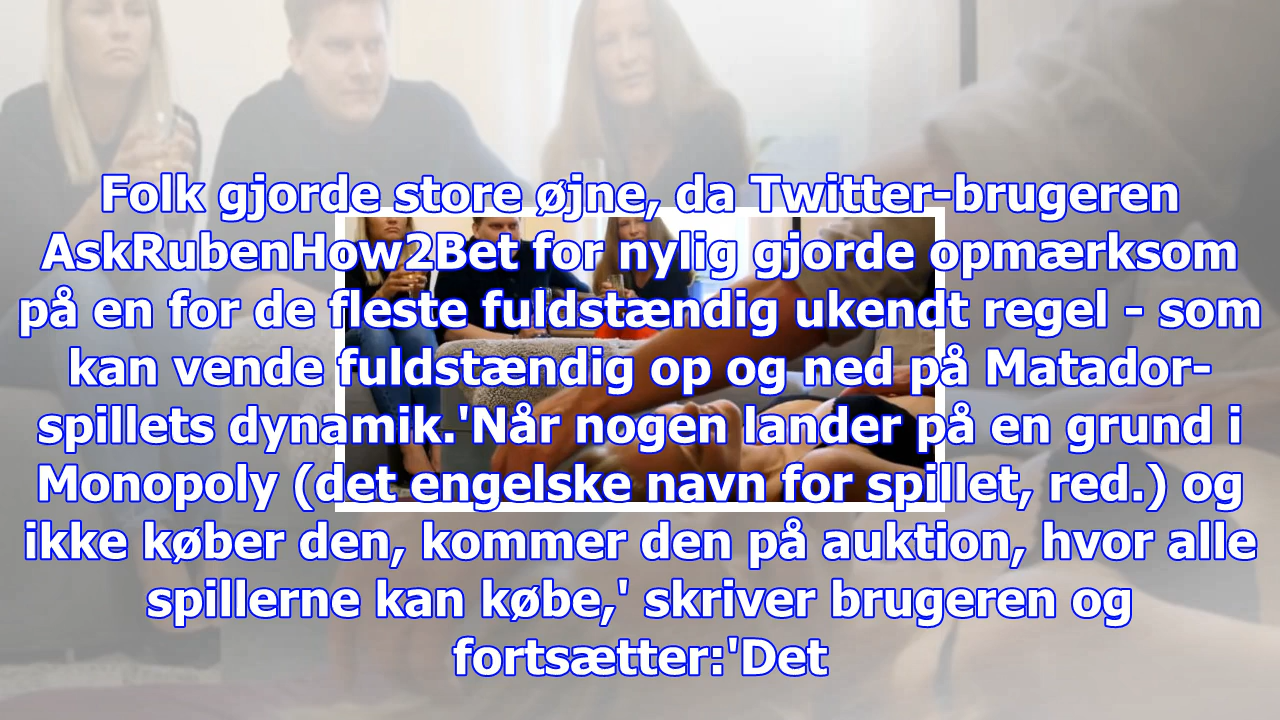 Folk gjorde store øjne, da Twitter-brugeren
AskRubenHow2Bet for nylig gjorde opmærksom
på en for de fleste fuldstændig ukendt regel - som
kan vende fuldstændig op og ned på Matador-
spillets dynamik.'Når nogen lander på en grund i
Monopoly (det engelske navn for spillet, red.) og
ikke køber den, kommer den på auktion, hvor alle
spillerne kan købe,' skriver brugeren og
fortsætter:'Det